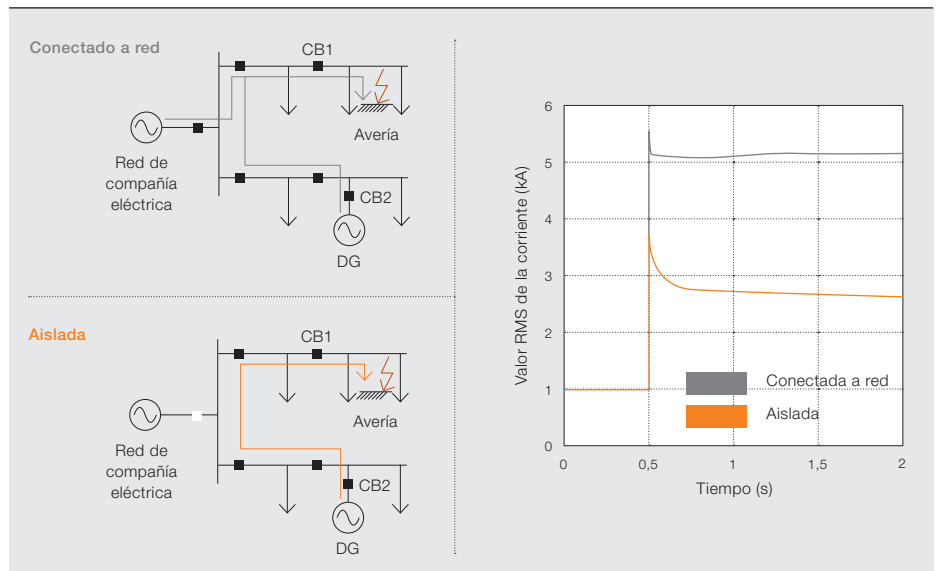 Conectado a red
CB1
Avería
Red de
compañía
eléctrica
CB2
DG
Aislada
CB1
Avería
Red de
compañía
eléctrica
CB2
DG
Valor RMS de la corriente (kA)
6
5
4
3
2
1
0
0
0,5
1
1,5
2
Tiempo (s)
Conectada a red
Aislada